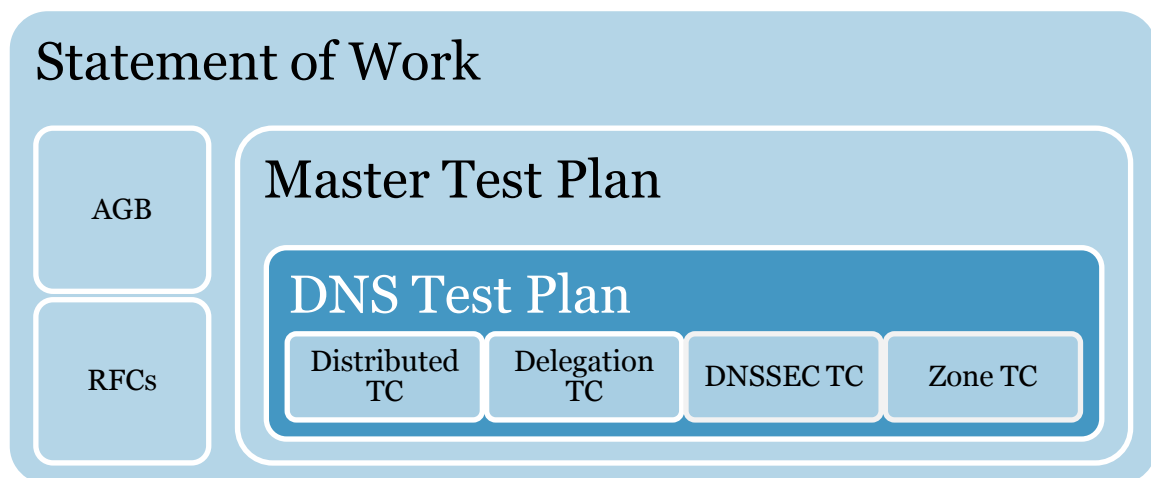 Statement of Work
AGB
RFCs
Master Test Plan
DNS Test Plan
Distributed
TC
Delegation
TC
DNSSEC TC
Zone TC